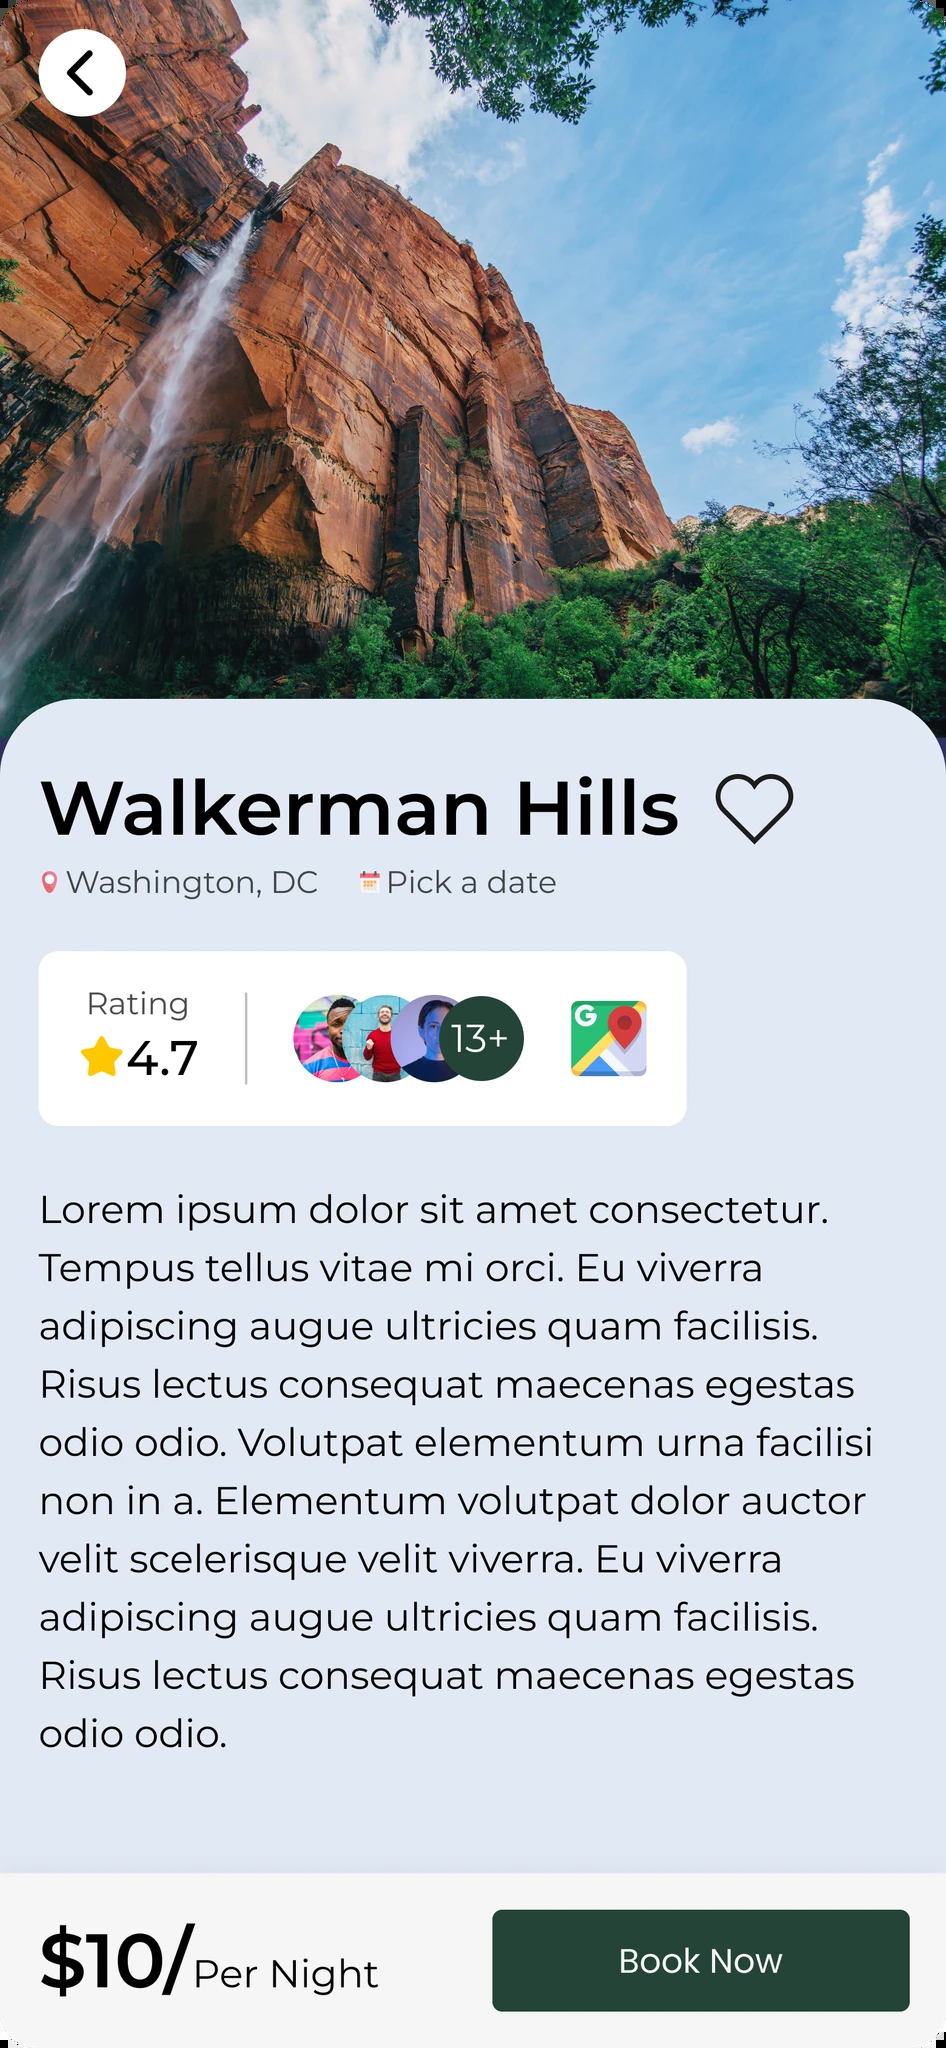 Walkerman Hills
Washington, DC Pick a date
Rating
4.7
13+
G
Lorem ipsum dolor sit amet consectetur.
Tempus tellus vitae mi orci. Eu viverra
adipiscing augue ultricies quam facilisis.
Risus lectus consequat maecenas egestas
odio odio. Volutpat elementum urna facilisi
non in a. Elementum volutpat dolor auctor
velit scelerisque velit viverra. Eu viverra
adipiscing augue ultricies quam facilisis.
Risus lectus consequat maecenas egestas
odio odio.
$10/Per Night
Book Now